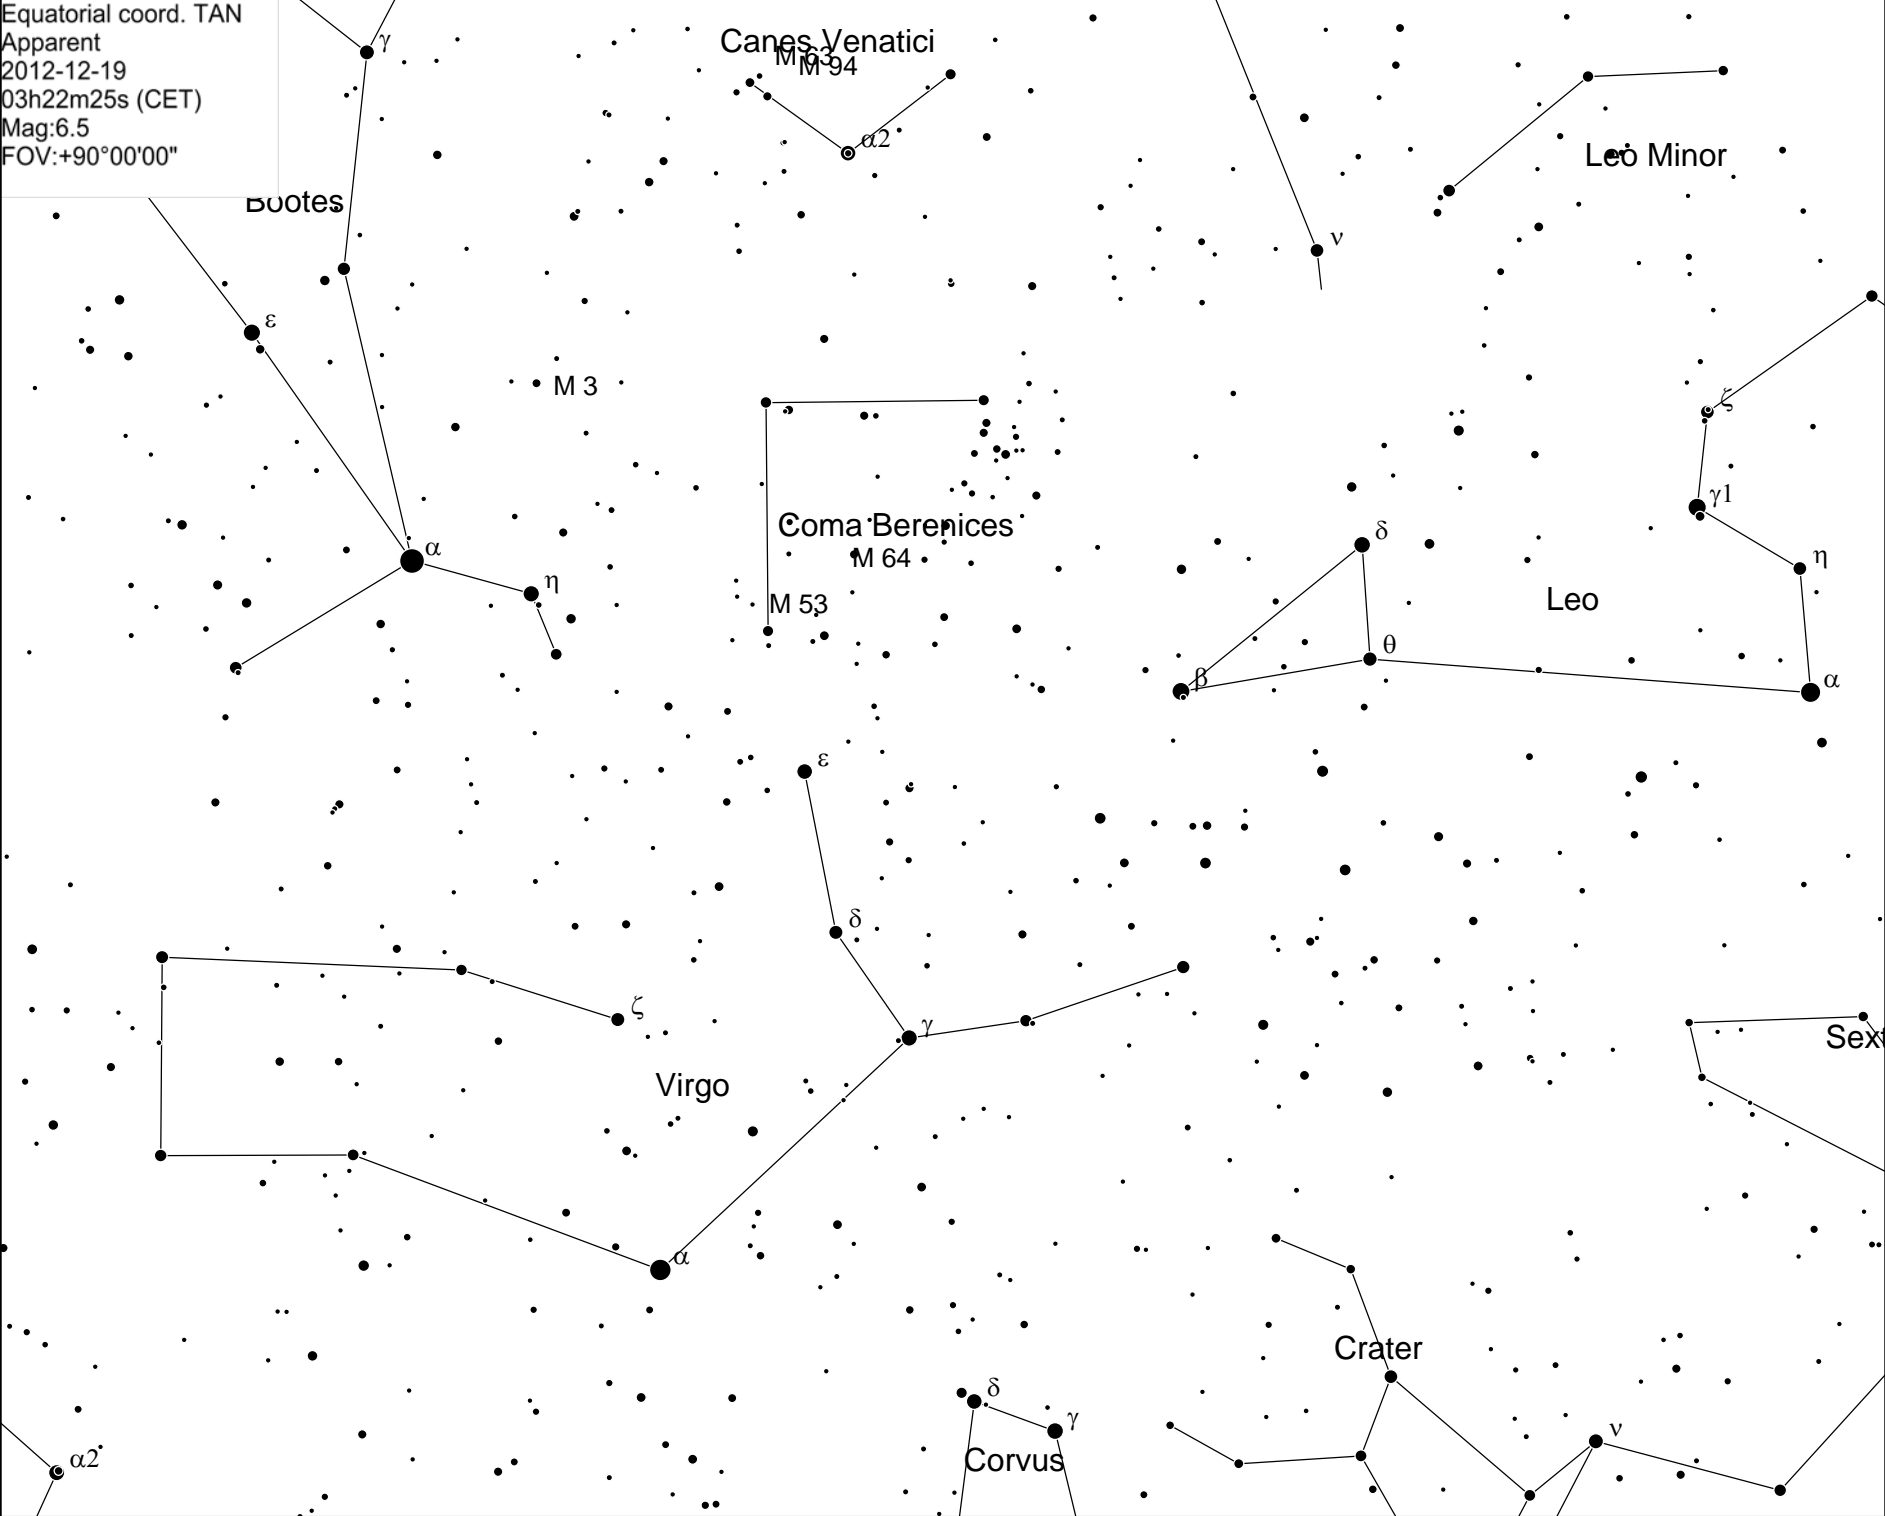 Equatorial coord. TAN
Apparent
2012-12-19
03h22m25s (CET)
Mag:6.5
FOV:+90°00'00"
γ
Canes Venatici
M 63
M 94
α2
Leo Minor
Bootes
ν
ε
M 3
ζ
γ1
Coma Berenices
δ
α
M 64
η
η
Leo
M 53
θ
β
α
ε
δ
ζ
γ
Sext
Virgo
α
Crater
δ
γ
ν
Corvus
α2